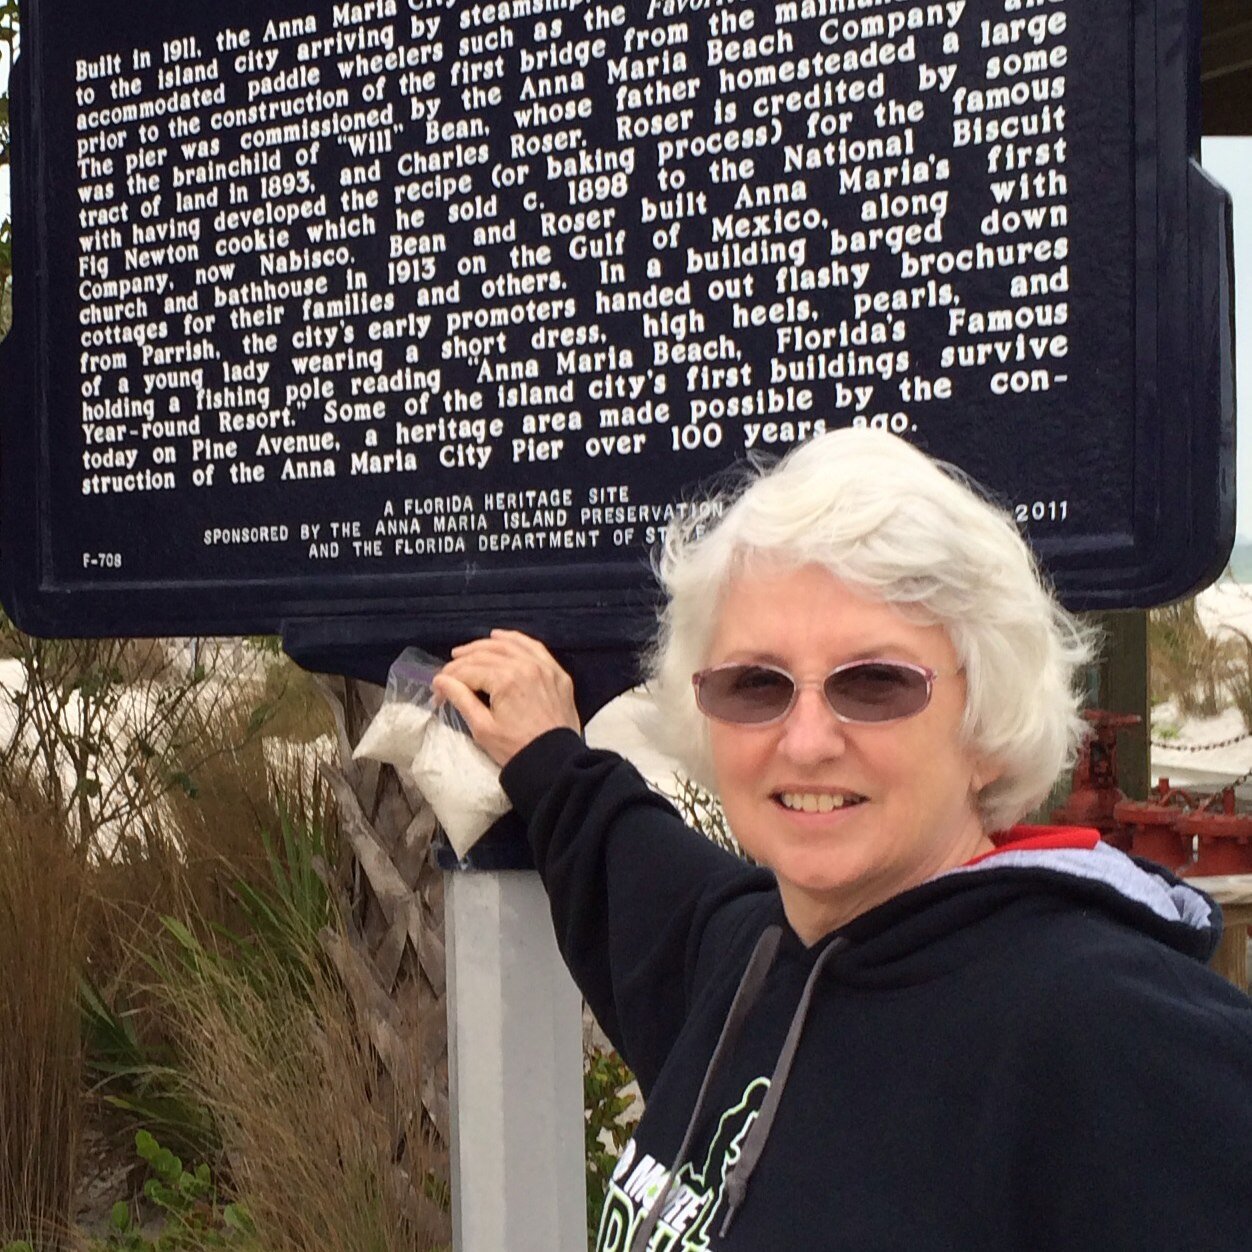 Built in 1911, the Anna Maria City
to the island city arriving by steamship,
accommodated paddle wheelers such as the
prior to the construction of the first bridge from the
The pier was commissioned by the Anna Maria Beach Company and
was the brainchild of "Will" Bean, whose father homesteaded a large
tract of land in 1893, and Charles Roser. Roser is credited by some
with having developed the recipe (or baking process) for the famous
Fig Newton cookie which he sold c. 1898 to the National Biscuit
Company, now Nabisco. Bean and Roser built Anna Maria's first
church and bathhouse in 1913 on the Gulf of Mexico, along with
cottages for their families and others. In a building barged down
from Parrish, the city's early promoters handed out flashy brochures
of a young lady wearing a short dress, high heels, pearls, and
holding a fishing pole reading "Anna Maria Beach, Florida's Famous
Year-round Resort." Some of the island city's first buildings survive
today on Pine Avenue, a heritage area made possible by the con-
struction of the Anna Maria City Pier over 100 years ago.
A FLORIDA HERITAGE SITE
SPONSORED BY THE ANNA MARIA ISLAND PRESERVATION
AND THE FLORIDA DEPARTMENT OF STATE
F-708
2011